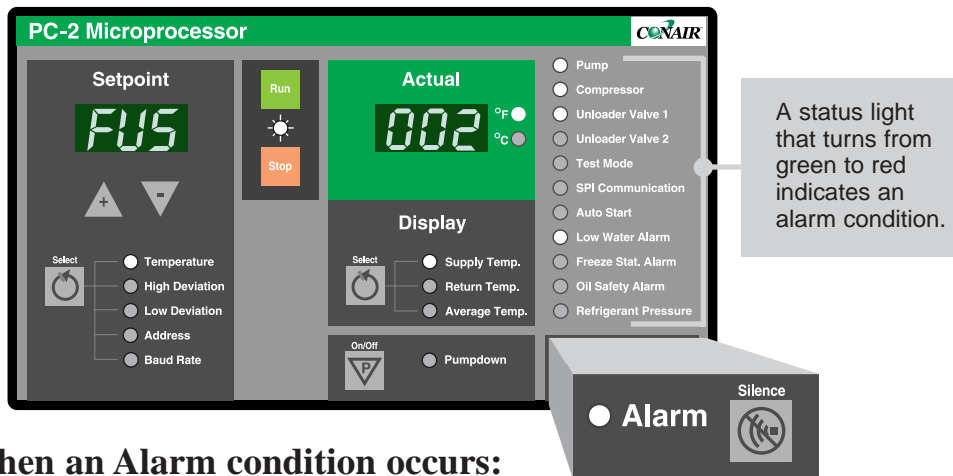 PC-2 Microprocessor
CONAIR
Setpoint
FUS
+
-
Select
Temperature
High Deviation
Low Deviation
Address
Baud Rate
Run
Stop
Actual
002
°F
°C
Display
Select
Supply Temp.
Return Temp.
Average Temp.
On/Off
P
Pumpdown
Pump
Compressor
Unloader Valve 1
Unloader Valve 2
Test Mode
SPI Communication
Auto Start
Low Water Alarm
Freeze Stat. Alarm
Oil Safety Alarm
Refrigerant Pressure
A status light
that turns from
green to red
indicates an
alarm condition.
Alarm
Silence
hen an Alarm condition occurs: